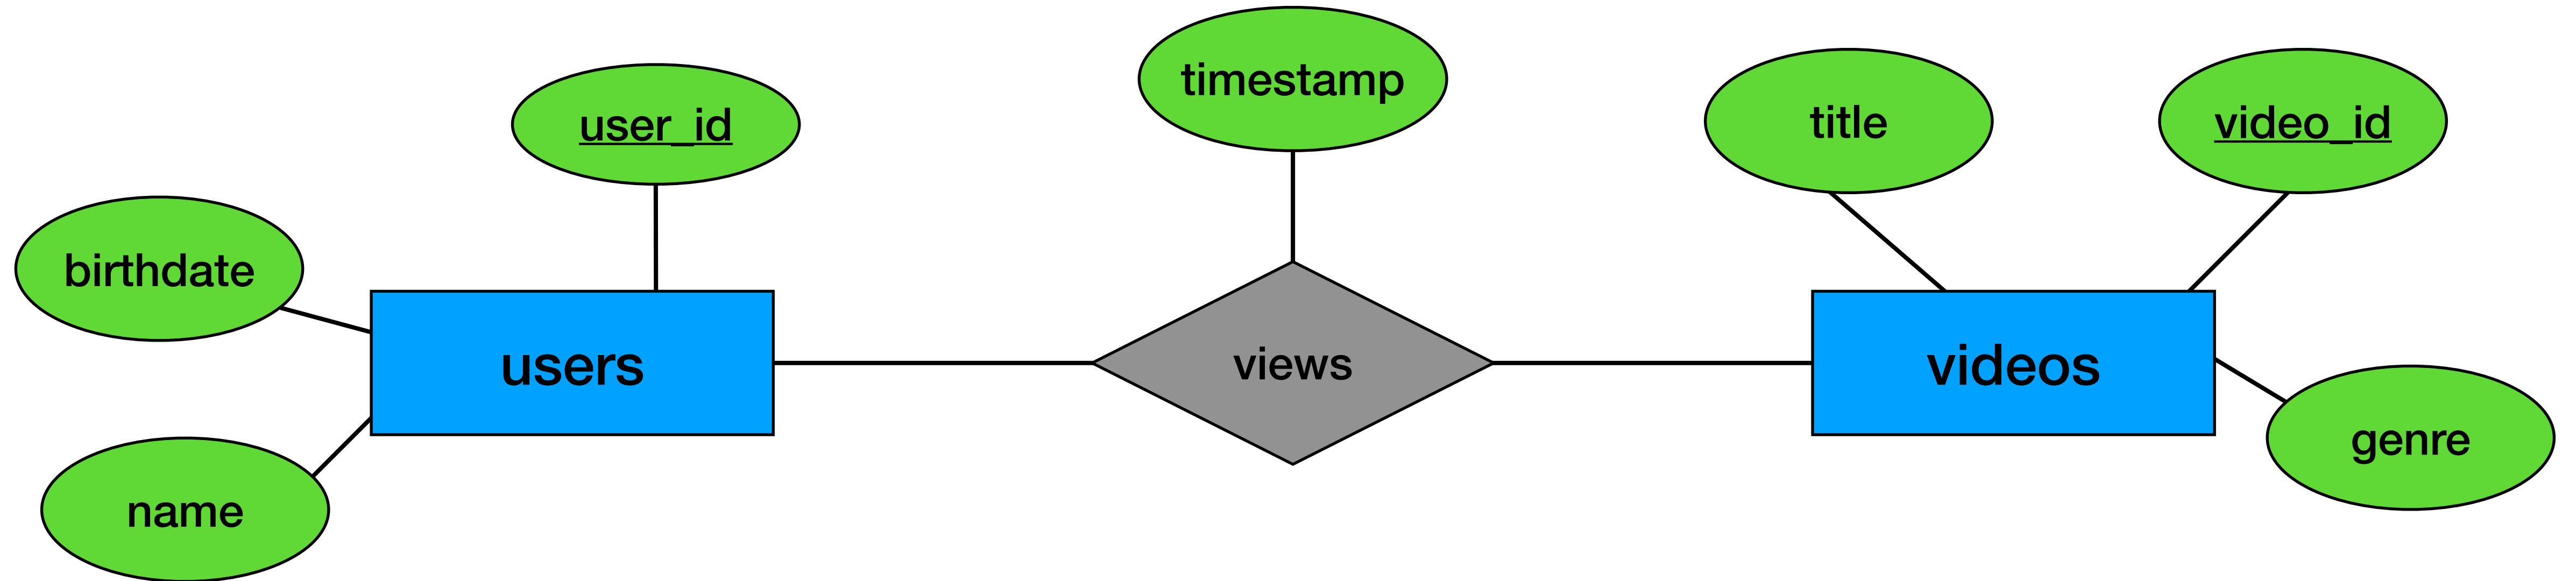 timestamp
title
video_id
user_id
birthdate
users
views
videos
genre
name